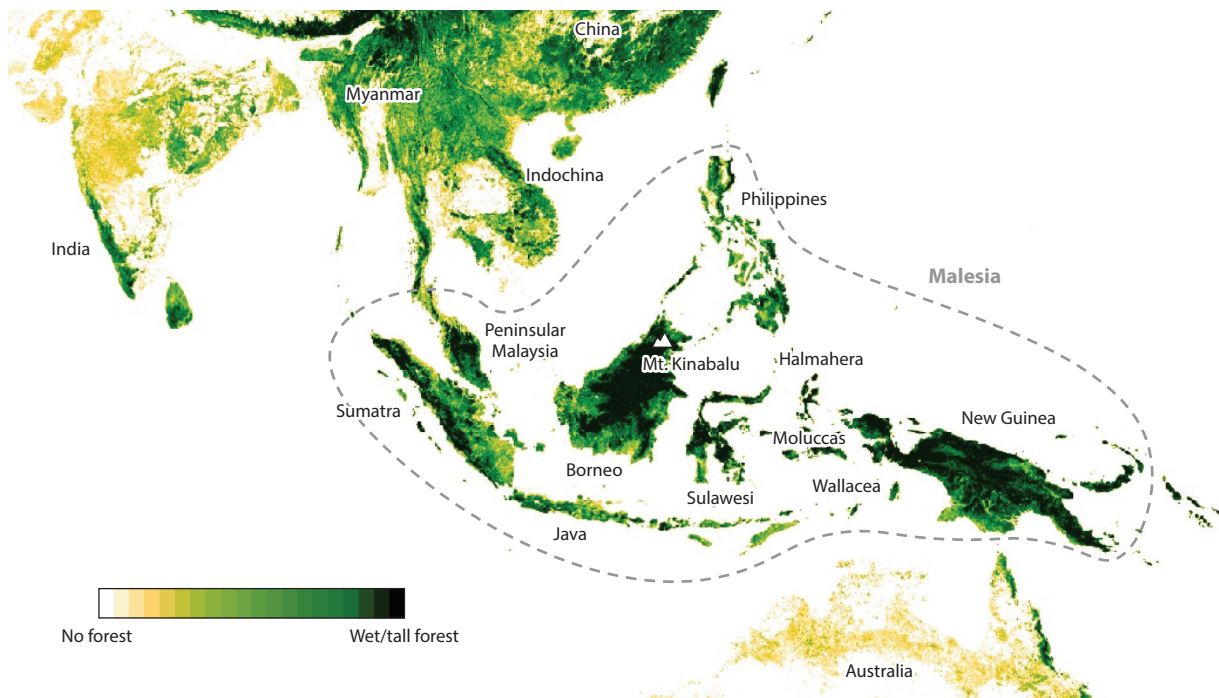 China
Myanmar
Indochina
Philippines
India
Malesia
Peninsular
Malaysia
Mt. Kinabalu
Halmahera
Sumatra
New Guinea
Moluccas
Borneo
Wallacea
Sulawesi
Java
No forest
Wet/tall forest
Australia